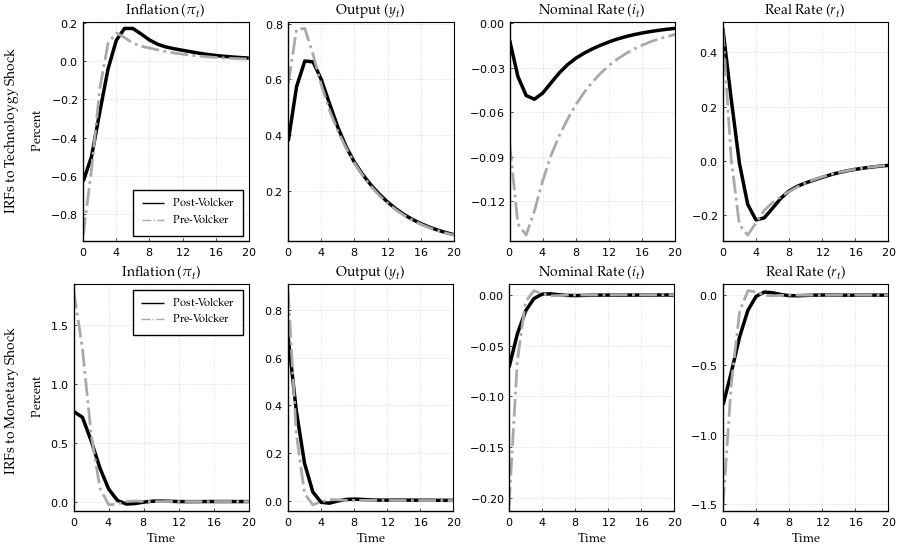 Inflation (πt)
Output (yt)
Nominal Rate (it)
Real Rate (rt)
IRFs to Technoloygy Shock
Percent
0.2
0.0
−0.2
−0.4
−0.6
−0.8
Post-Volcker
Pre-Volcker
0 4 8 12 16 20
0.8
0.6
0.4
0.2
0 4 8 12 16 20
0.00
−0.03
−0.06
−0.09
−0.12
0 4 8 12 16 20
0.4
0.2
0.0
−0.2
0 4 8 12 16 20
Inflation (πt)
Output (yt)
Nominal Rate (it)
Real Rate (rt)
IRFs to Monetary Shock
Percent
1.5
1.0
0.5
0.0
Post-Volcker
Pre-Volcker
0 4 8 12 16 20
Time
0.8
0.6
0.4
0.2
0.0
0 4 8 12 16 20
Time
0.00
−0.05
−0.10
−0.15
−0.20
0 4 8 12 16 20
Time
0.0
−0.5
−1.0
−1.5
0 4 8 12 16 20
Time